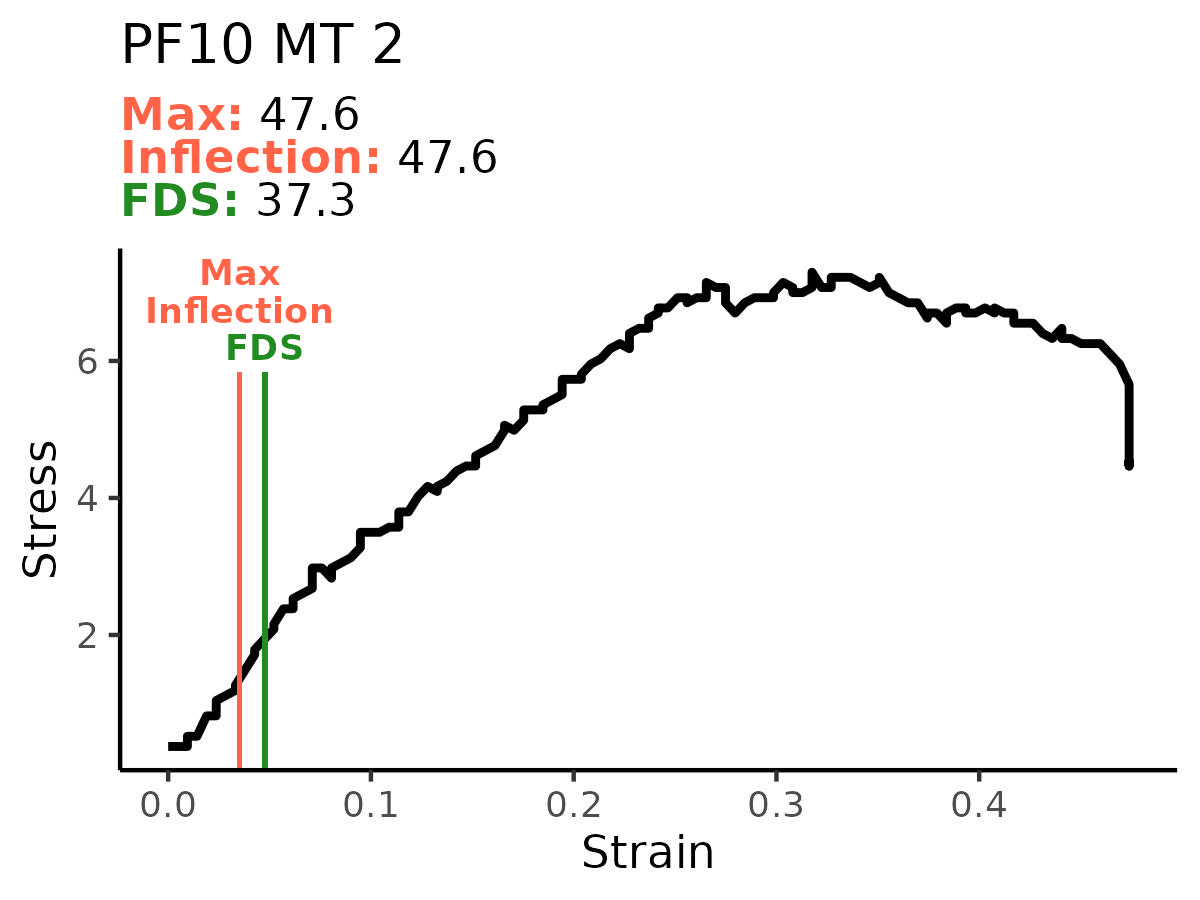 PF10 MT 2
Max: 47.6
Inflection: 47.6
FDS: 37.3
Max
Inflection
FDS
6
4
2
Stress
0.0 0.1 0.2 0.3 0.4
Strain